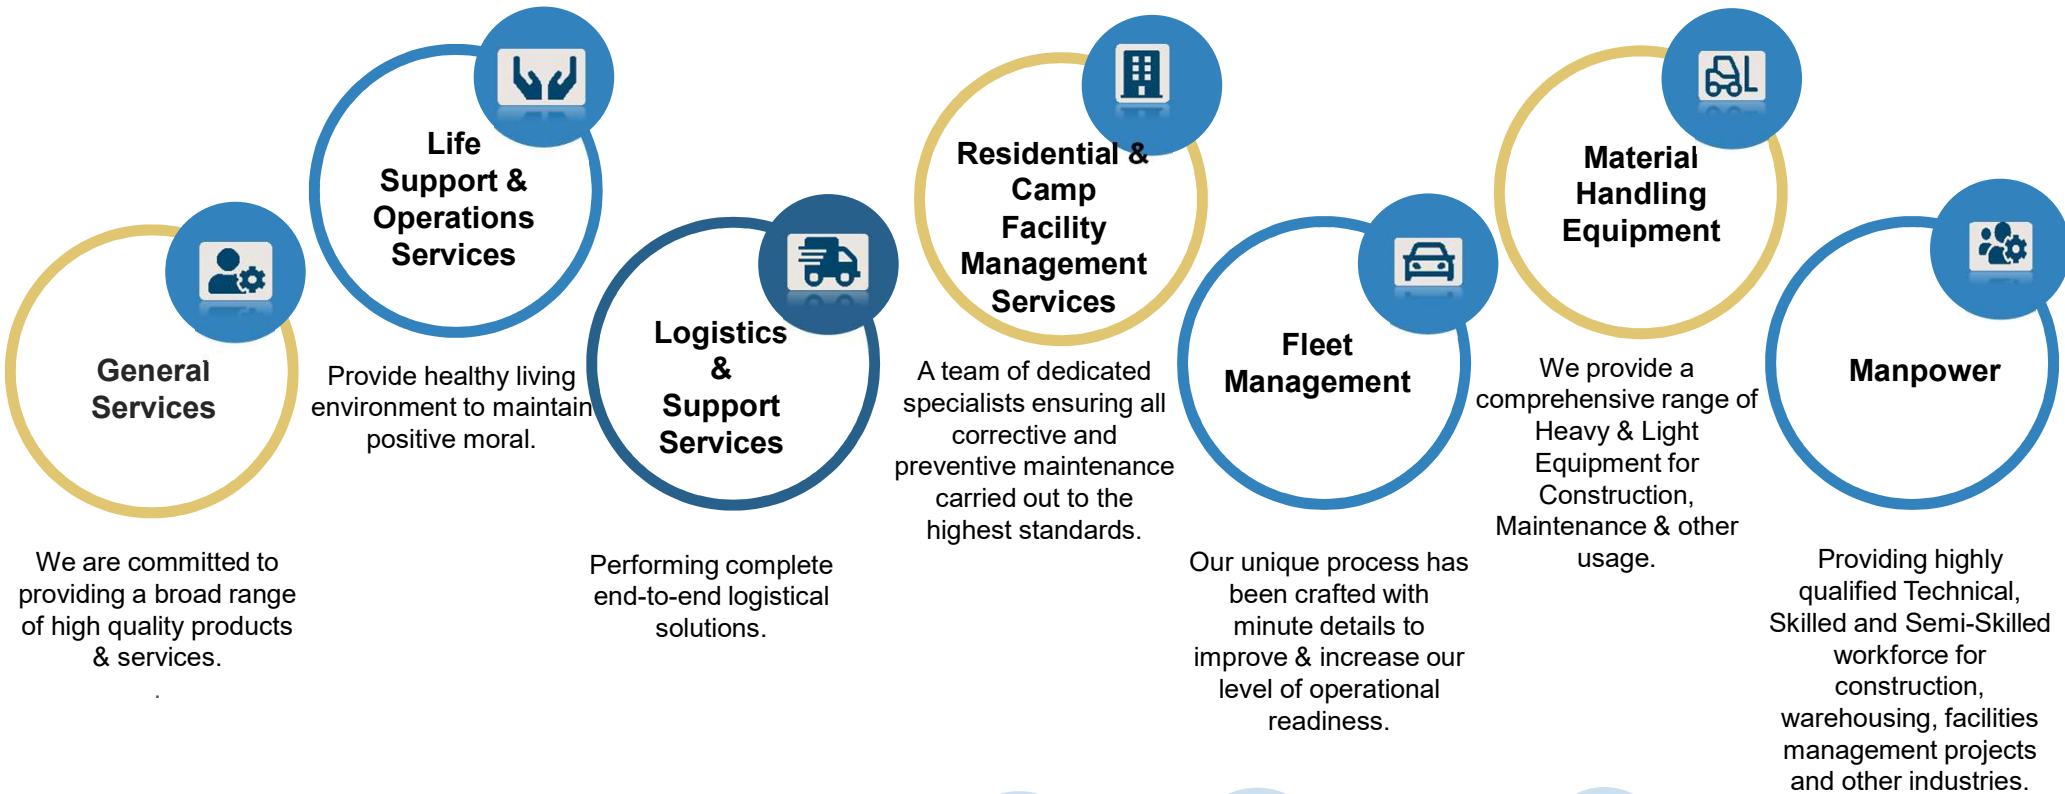 General
Services
We are committed to
providing a broad range
of high quality products
& services.
.
Life
Support &
Operations
Services
Provide healthy living
environment to maintain
positive moral.
Logistics
&
Support
Services
Performing complete
end-to-end logistical
solutions.
Residential &
Camp
Facility
Management
Services
A team of dedicated
specialists ensuring all
corrective and
preventive maintenance
carried out to the
highest standards.
Fleet
Management
Our unique process has
been crafted with
minute details to
improve & increase our
level of operational
readiness.
Material
Handling
Equipment
We provide a
comprehensive range of
Heavy & Light
Equipment for
Construction,
Maintenance & other
usage.
Manpower
Providing highly
qualified Technical,
Skilled and Semi-Skilled
workforce for
construction,
warehousing, facilities
management projects
and other industries.